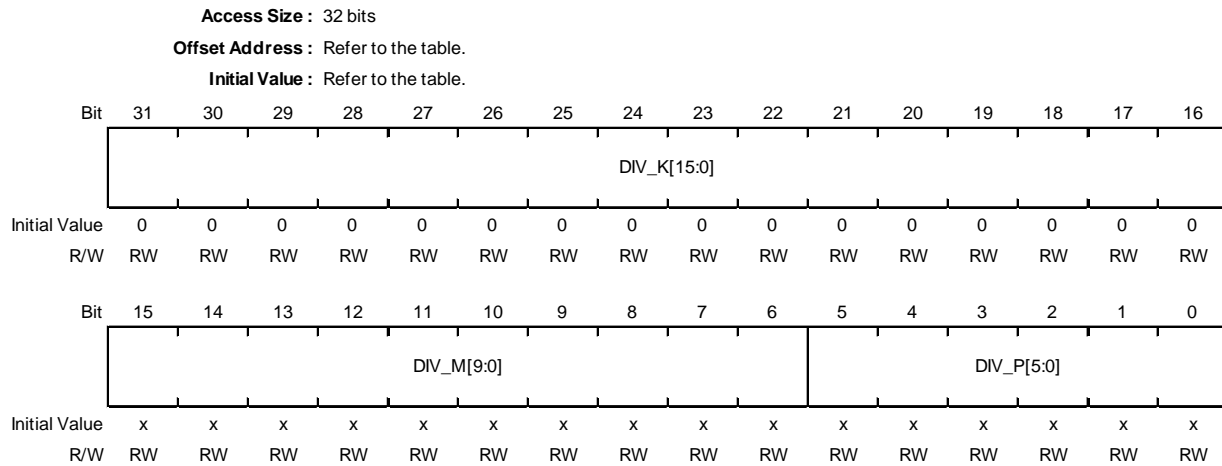 Access Size : 32 bits
Offset Address : Refer to the table.
Initial Value : Refer to the table.
Bit 31 30 29 28 27 26 25 24 23 22 21 20 19 18 17 16
DIV_K[15:0]
Initial Value 0 0 0 0 0 0 0 0 0 0 0 0 0 0 0 0
R/W RW RW RW RW RW RW RW RW RW RW RW RW RW RW RW RW
Bit 15 14 13 12 11 10 9 8 7 6 5 4 3 2 1 0
DIV_M[9:0] DIV_P[5:0]
Initial Value x x x x x x x x x x x x x x x x
R/W RW RW RW RW RW RW RW RW RW RW RW RW RW RW RW RW